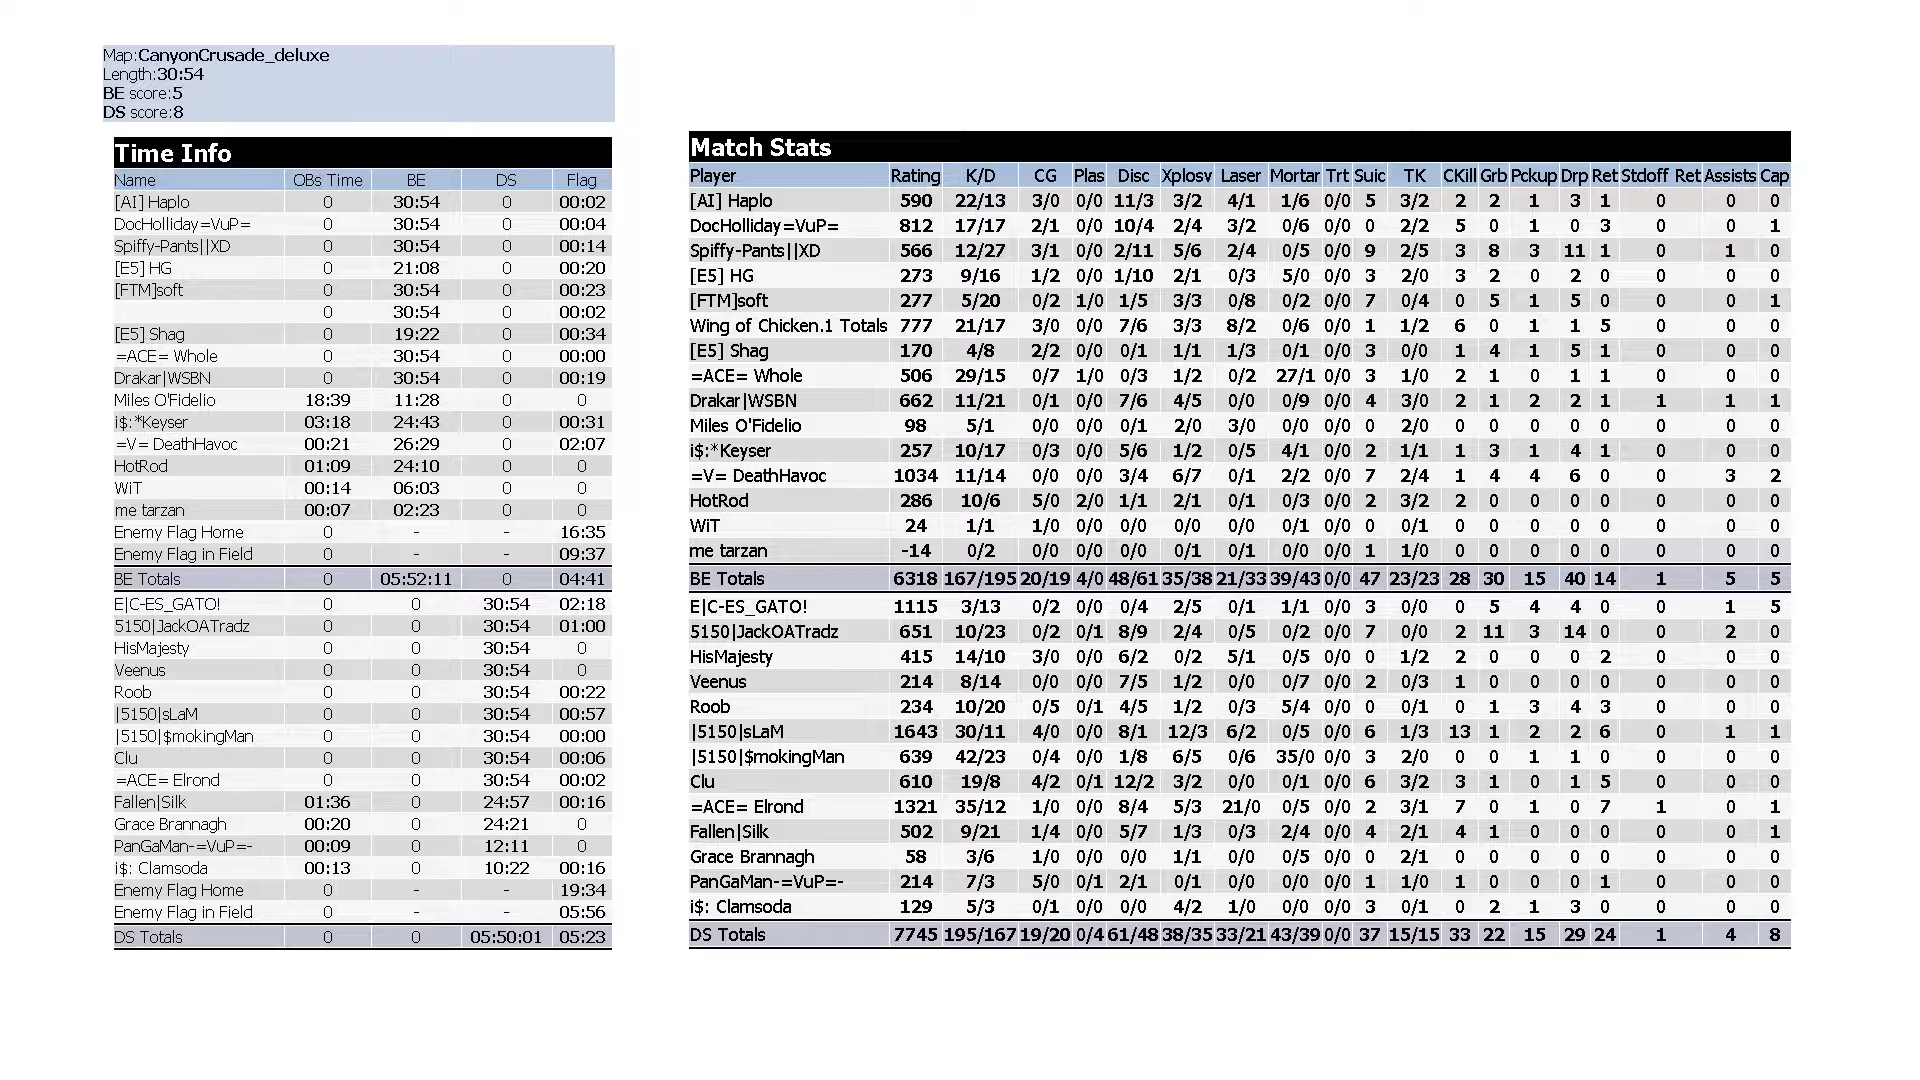 Map:CanyonCrusade_deluxe
Length:30:54
BE score:5
DS score:8
Time Info
Name OBs Time BE DS Flag
[AI] Haplo 0 30:54 0 00:02
DocHolliday=VuP= 0 30:54 0 00:04
Spiffy-Pants||XD 0 30:54 0 00:14
[E5] HG 0 21:08 0 00:20
[FTM]soft 0 30:54 0 00:23
0 30:54 0 00:02
[E5] Shag 0 19:22 0 00:34
=ACE= Whole 0 30:54 0 00:00
Drakar|WSBN 0 30:54 0 00:19
Miles O'Fidelio 18:39 11:28 0 0
i$:*Keyser 03:18 24:43 0 00:31
=V= DeathHavoc 00:21 26:29 0 02:07
HotRod 01:09 24:10 0 0
WiT 00:14 06:03 0 0
me tarzan 00:07 02:23 0 0
Enemy Flag Home 0 - - 16:35
Enemy Flag in Field 0 - - 09:37
BE Totals 0 05:52:11 0 04:41
E|C-ES_GATO! 0 0 30:54 02:18
5150|JackOATradz 0 0 30:54 01:00
HisMajesty 0 0 30:54 0
Veenus 0 0 30:54 0
Roob 0 0 30:54 00:22
|5150|sLaM 0 0 30:54 00:57
|5150|$mokingMan 0 0 30:54 00:00
Clu 0 0 30:54 00:06
=ACE= Elrond 0 0 30:54 00:02
Fallen|Silk 01:36 0 24:57 00:16
Grace Brannagh 00:20 0 24:21 0
PanGaMan-=VuP=- 00:09 0 12:11 0
i$: Clamsoda 00:13 0 10:22 00:16
Enemy Flag Home 0 - - 19:34
Enemy Flag in Field 0 - - 05:56
DS Totals 0 0 05:50:01 05:23
Match Stats
Player Rating K/D CG Plas Disc Xplosv Laser Mortar Trt Suic TK CKill Grb Pckup Drp Ret Stdoff Ret Assists Cap
[AI] Haplo 590 22/13 3/0 0/0 11/3 3/2 4/1 1/6 0/0 5 3/2 2 2 1 3 1 0 0 0
DocHolliday=VuP= 812 17/17 2/1 0/0 10/4 2/4 3/2 0/6 0/0 0 2/2 5 0 1 0 3 0 0 1
Spiffy-Pants||XD 566 12/27 3/1 0/0 2/11 5/6 2/4 0/5 0/0 9 2/5 3 8 3 11 1 0 1 0
[E5] HG 273 9/16 1/2 0/0 1/10 2/1 0/3 5/0 0/0 3 2/0 3 2 0 2 0 0 0 0
[FTM]soft 277 5/20 0/2 1/0 1/5 3/3 0/8 0/2 0/0 7 0/4 0 5 1 5 0 0 0 1
Wing of Chicken.1 Totals 777 21/17 3/0 0/0 7/6 3/3 8/2 0/6 0/0 1 1/2 6 0 1 1 5 0 0 0
[E5] Shag 170 4/8 2/2 0/0 0/1 1/1 1/3 0/1 0/0 3 0/0 1 4 1 5 1 0 0 0
=ACE= Whole 506 29/15 0/7 1/0 0/3 1/2 0/2 27/1 0/0 3 1/0 2 1 0 1 1 0 0 0
Drakar|WSBN 662 11/21 0/1 0/0 7/6 4/5 0/0 0/9 0/0 4 3/0 2 1 2 2 1 1 1 1
Miles O'Fidelio 98 5/1 0/0 0/0 0/1 2/0 3/0 0/0 0/0 0 2/0 0 0 0 0 0 0 0 0
i$:*Keyser 257 10/17 0/3 0/0 5/6 1/2 0/5 4/1 0/0 2 1/1 1 3 1 4 1 0 0 0
=V= DeathHavoc 1034 11/14 0/0 0/0 3/4 6/7 0/1 2/2 0/0 7 2/4 1 4 4 6 0 0 3 2
HotRod 286 10/6 5/0 2/0 1/1 2/1 0/1 0/3 0/0 2 3/2 2 0 0 0 0 0 0 0
WiT 24 1/1 1/0 0/0 0/0 0/0 0/0 0/1 0/0 0 0/1 0 0 0 0 0 0 0 0
me tarzan -14 0/2 0/0 0/0 0/0 0/1 0/1 0/0 0/0 1 1/0 0 0 0 0 0 0 0 0
BE Totals 6318 167/195 20/19 4/0 48/61 35/38 21/33 39/43 0/0 47 23/23 28 30 15 40 14 1 5 5
E|C-ES_GATO! 1115 3/13 0/2 0/0 0/4 2/5 0/1 1/1 0/0 3 0/0 0 5 4 4 0 0 1 5
5150|JackOATradz 651 10/23 0/2 0/1 8/9 2/4 0/5 0/2 0/0 7 0/0 2 11 3 14 0 0 2 0
HisMajesty 415 14/10 3/0 0/0 6/2 0/2 5/1 0/5 0/0 0 1/2 2 0 0 0 2 0 0 0
Veenus 214 8/14 0/0 0/0 7/5 1/2 0/0 0/7 0/0 2 0/3 1 0 0 0 0 0 0 0
Roob 234 10/20 0/5 0/1 4/5 1/2 0/3 5/4 0/0 0 0/1 0 1 3 4 3 0 0 0
|5150|sLaM 1643 30/11 4/0 0/0 8/1 12/3 6/2 0/5 0/0 6 1/3 13 1 2 2 6 0 1 1
|5150|$mokingMan 639 42/23 0/4 0/0 1/8 6/5 0/6 35/0 0/0 3 2/0 0 0 1 1 0 0 0 0
Clu 610 19/8 4/2 0/1 12/2 3/2 0/0 0/1 0/0 6 3/2 3 1 0 1 5 0 0 0
=ACE= Elrond 1321 35/12 1/0 0/0 8/4 5/3 21/0 0/5 0/0 2 3/1 7 0 1 0 7 1 0 1
Fallen|Silk 502 9/21 1/4 0/0 5/7 1/3 0/3 2/4 0/0 4 2/1 4 1 0 0 0 0 0 1
Grace Brannagh 58 3/6 1/0 0/0 0/0 1/1 0/0 0/5 0/0 0 2/1 0 0 0 0 0 0 0 0
PanGaMan-=VuP=- 214 7/3 5/0 0/1 2/1 0/1 0/0 0/0 0/0 1 1/0 1 0 0 0 1 0 0 0
i$: Clamsoda 129 5/3 0/1 0/0 0/0 4/2 1/0 0/0 0/0 3 0/1 0 2 1 3 0 0 0 0
DS Totals 7745 195/167 19/20 0/4 61/48 38/35 33/21 43/39 0/0 37 15/15 33 22 15 29 24 1 4 8